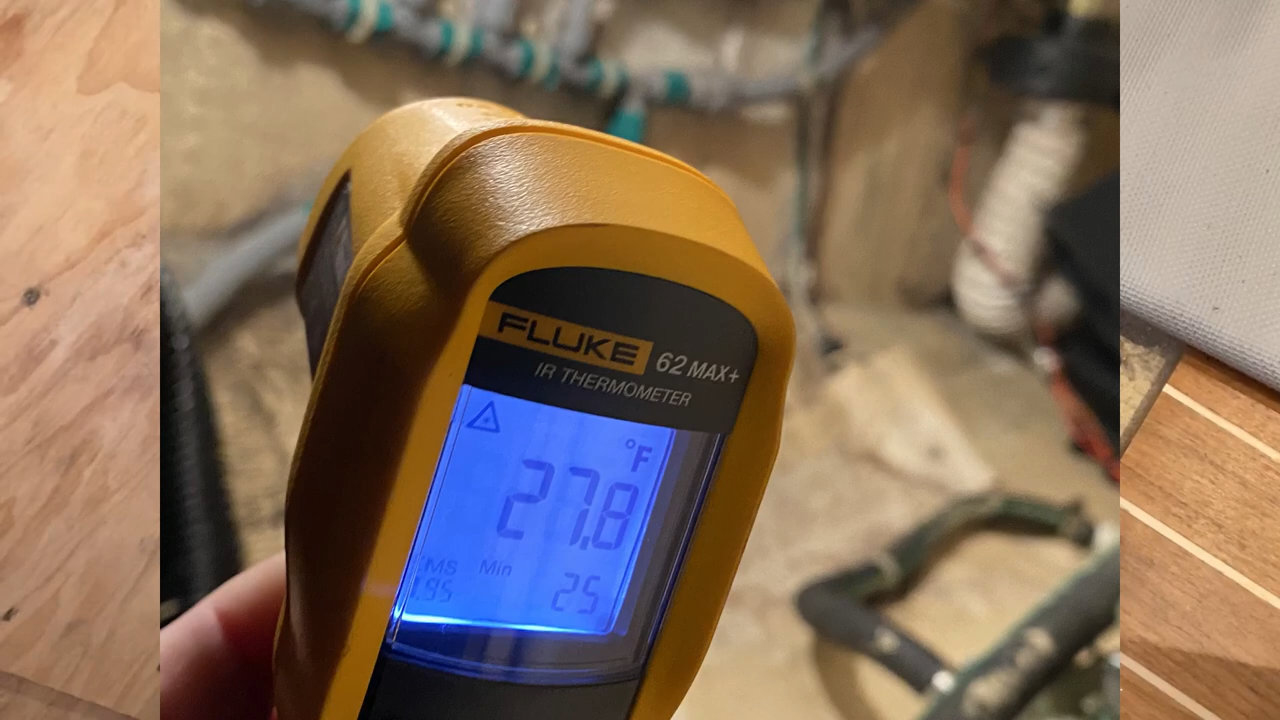 FLUKE 62 MAX+
IR THERMOMETER
°F
27.8
EMS Min
.95 25